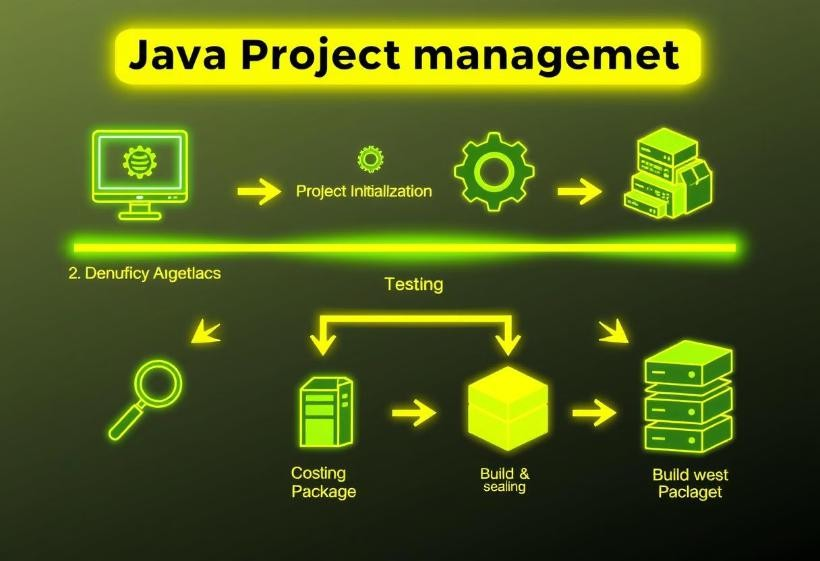 Java Project managemet
Project Initialization
2. Denuficy Aigetlacs
Testing
Costing
Package
Build &
sealing
Build west
Paclaget